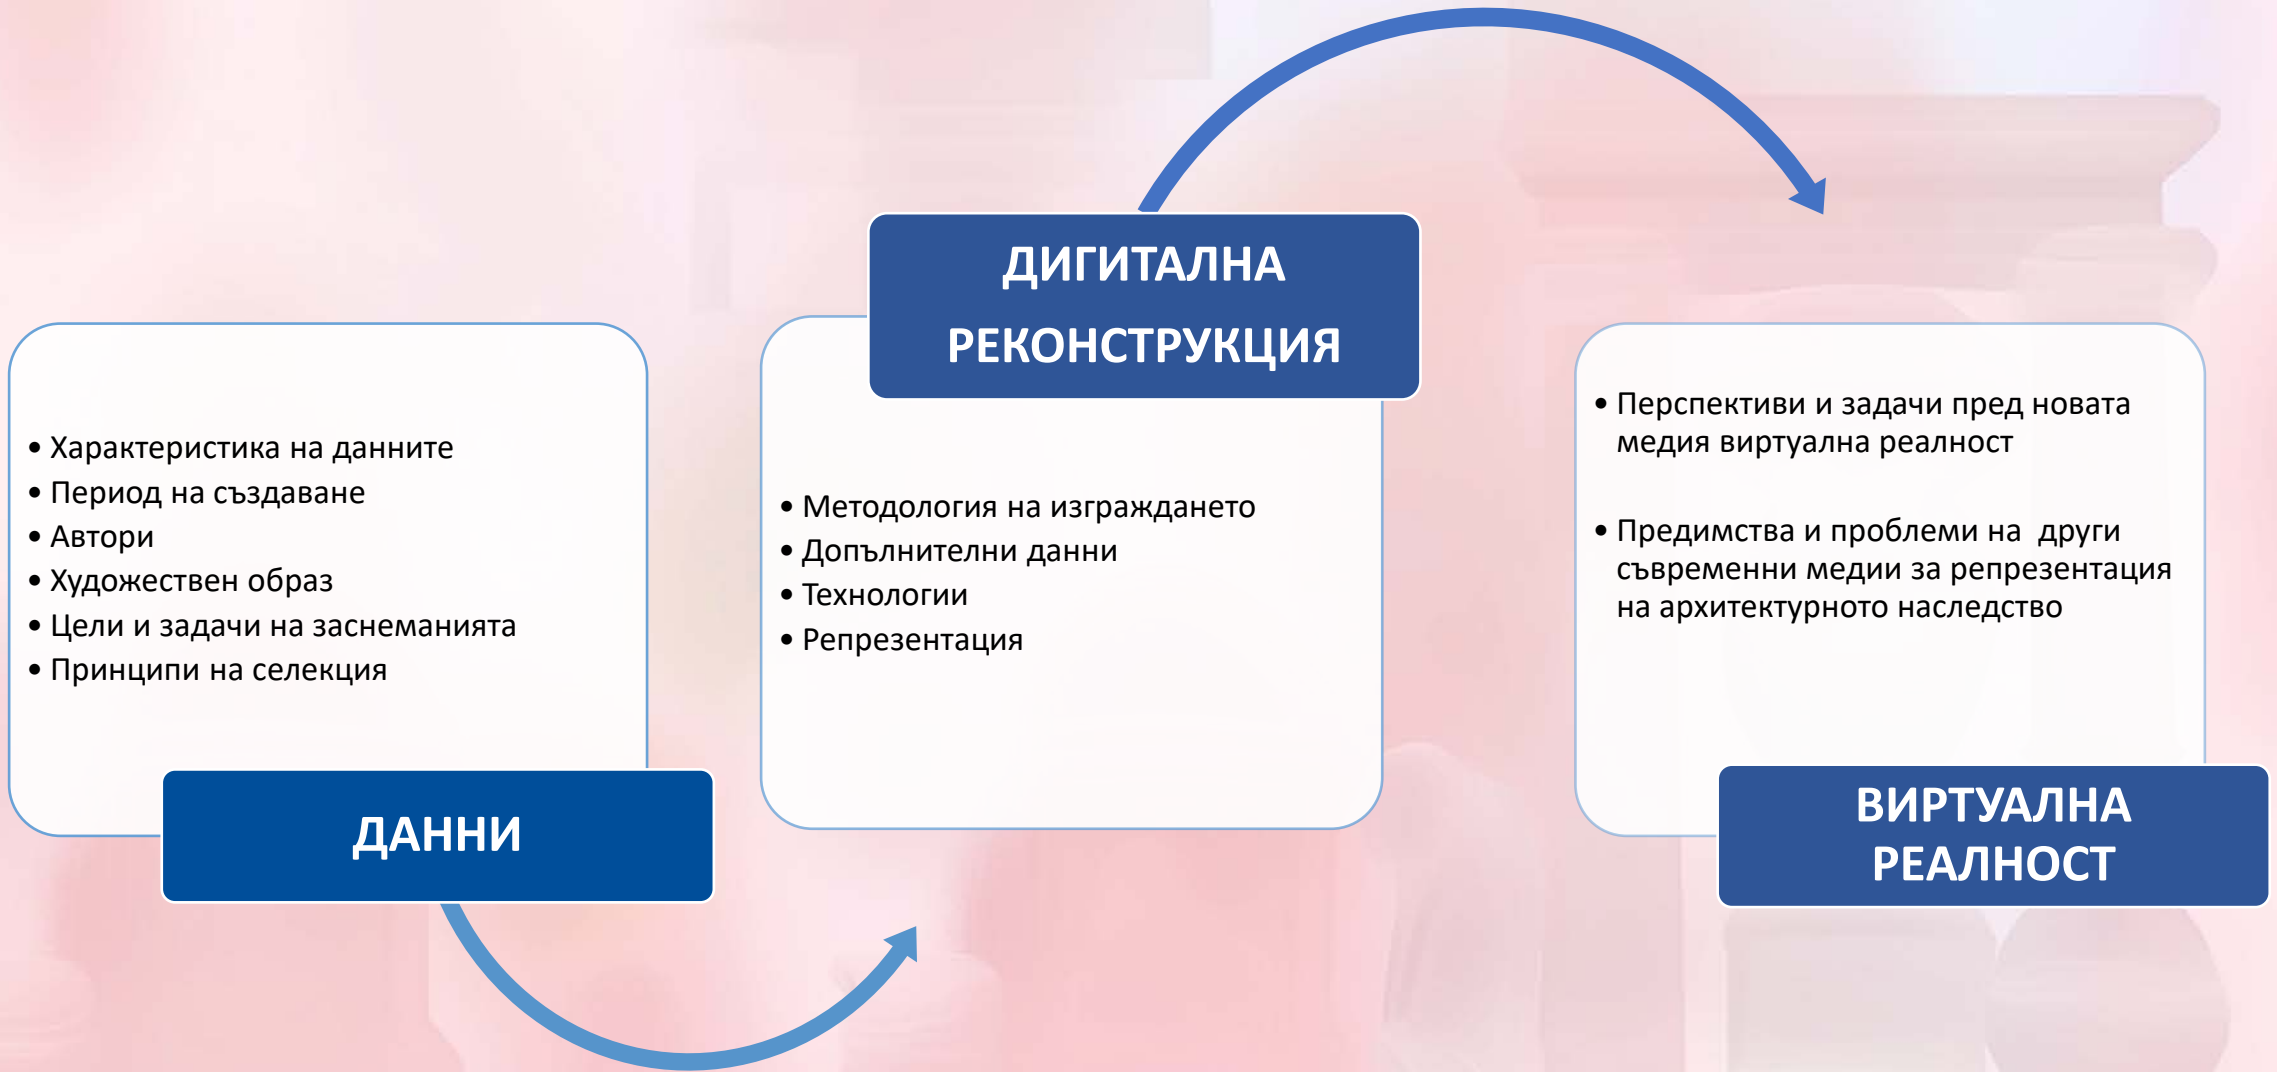 • Характеристика на данните
• Период на създаване
• Автори
• Художествен образ
• Цели и задачи на заснеманията
• Принципи на селекция
ДАННИ
ДИГИТАЛНА
РЕКОНСТРУКЦИЯ
• Методология на изграждането
• Допълнителни данни
• Технологии
• Репрезентация
• Перспективи и задачи пред новата
медия виртуална реалност
• Предимства и проблеми на други
съвременни медии за репрезентация
на архитектурното наследство
ВИРТУАЛНА
РЕАЛНОСТ